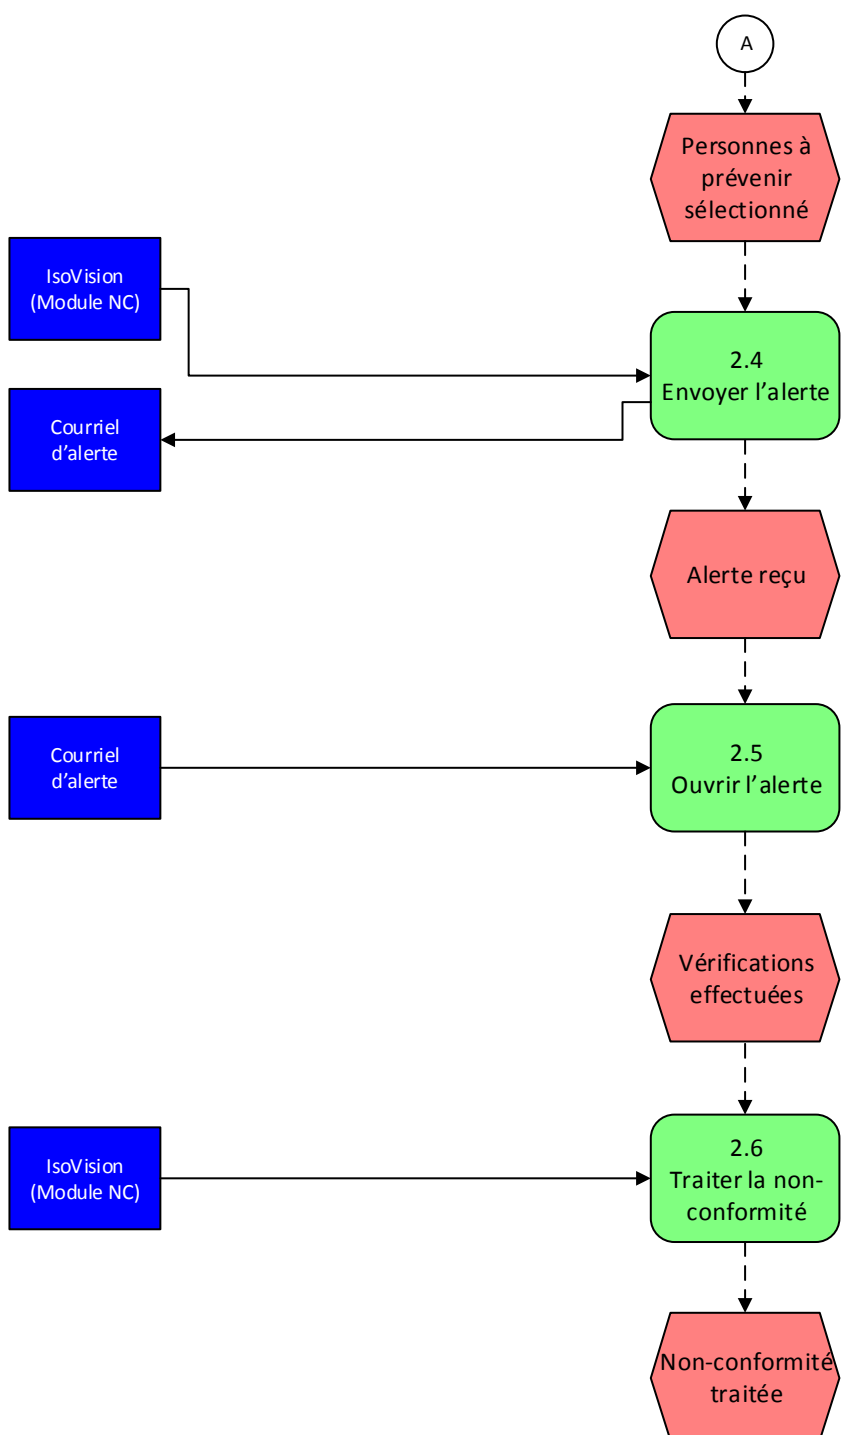 A
Personnes à
prévenir
sélectionné
IsoVision
(Module NC)
2.4
Envoyer l’alerte
Courriel
d’alerte
Alerte reçu
Courriel
d’alerte
2.5
Ouvrir l’alerte
Vérifications
effectuées
IsoVision
(Module NC)
2.6
Traiter la non-
conformité
Non-conformité
traitée